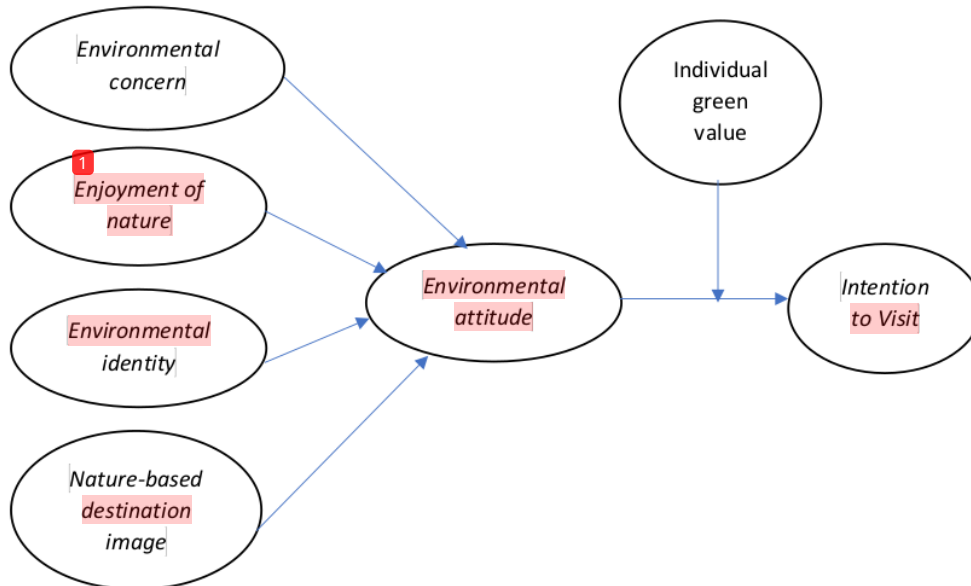 Environmental
concern
1
Enjoyment of
nature
Environmental
identity
Nature-based
destination
image
Environmental
attitude
Individual
green
value
Intention
to Visit